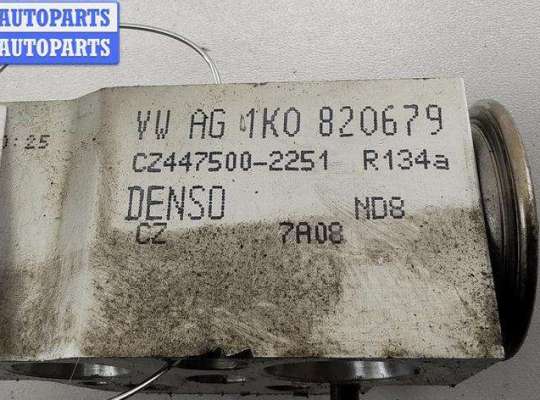 AUTOPARTS
AUTOPARTS
:25
VW AG 1K0 820679
CZ447500-2251 R134a
DENSO ND8
CZ 7A08